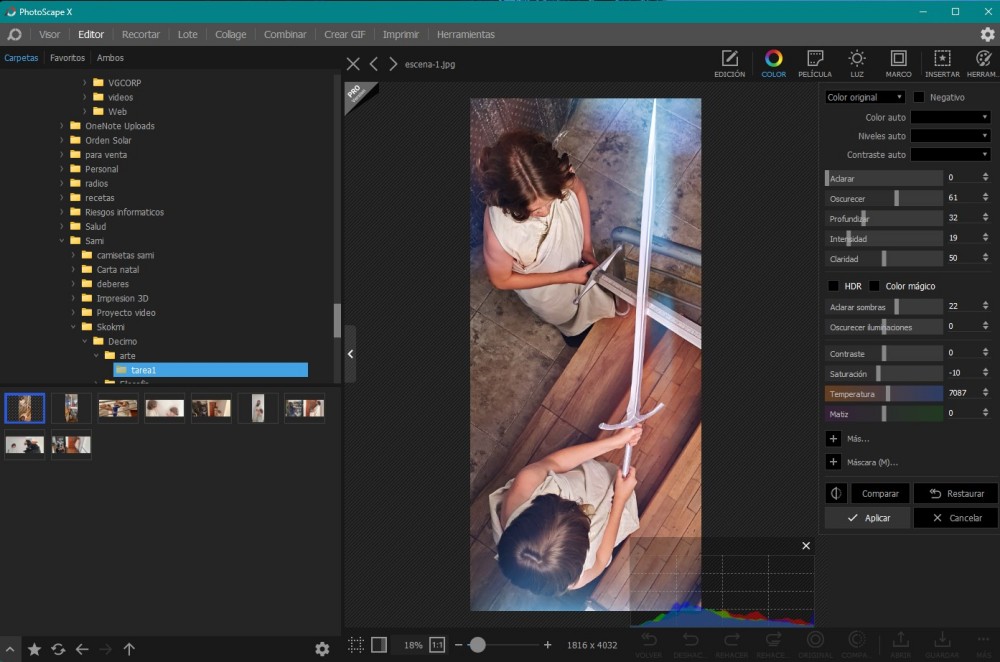 PhotoScape X
Visor Editor Recortar Lote Collage Combinar Crear GIF Imprimir Herramientas
Carpetas Favoritos Ambos
VGCORP
videos
Web
OneNote Uploads
Orden Solar
para venta
Personal
radios
recetas
Riesgos informaticos
Salud
Sami
camisetas sami
Carta natal
deberes
Impresion 3D
Proyecto video
Skokmi
Decimo
arte
tarea1
escena-1.jpg
PRO
EDICIÓN COLOR PELÍCULA LUZ MARCO INSERTAR HERRAM...
Color original Negativo
Color auto
Niveles auto
Contraste auto
Aclarar 0
Oscurecer 61
Profundizar 32
Intensidad 19
Claridad 50
HDR Color mágico
Aclarar sombras 22
Oscurecer iluminaciones 0
Contraste 0
Saturación -10
Temperatura 7087
Matiz 0
Más...
Máscara (M)...
Comparar Restaurar
Aplicar Cancelar
18% 1:1 1816 x 4032
VOLVER DESHAC... REHACER REHACE... ORIGINAL COMPA... ABRIR GUARDAR MÁS